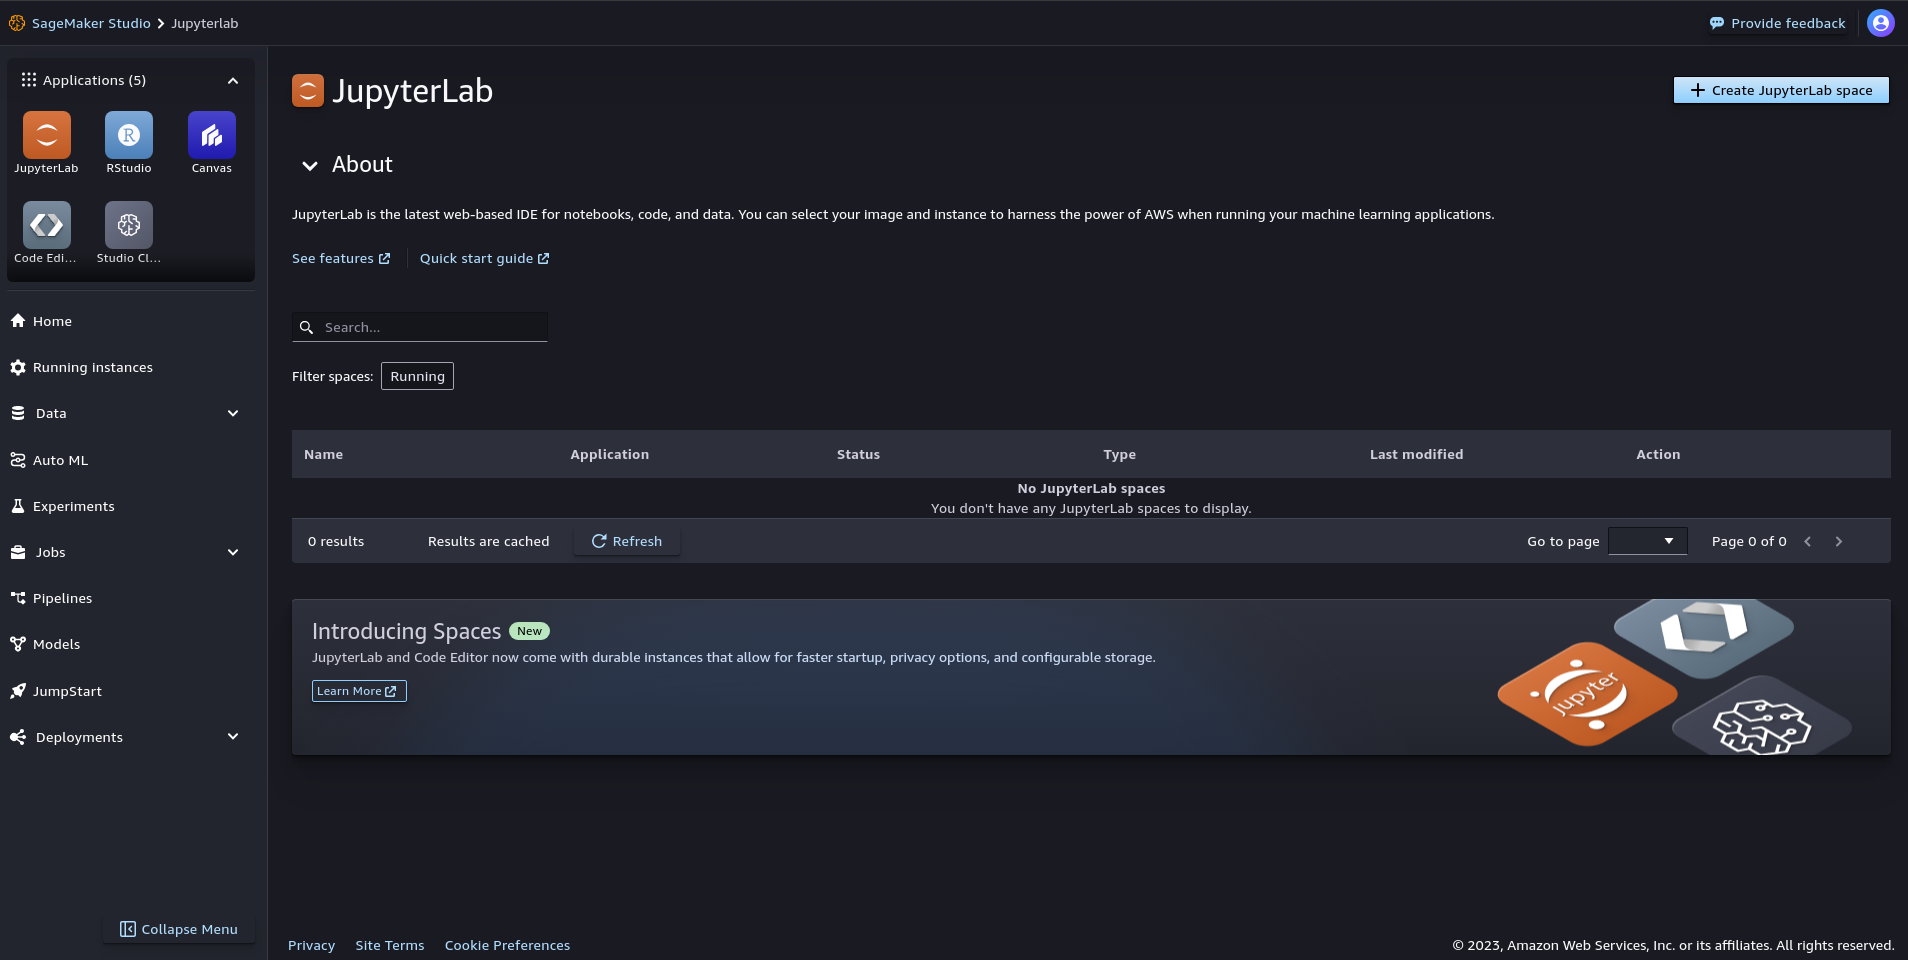 SageMaker Studio > Jupyterlab
Provide feedback
Applications (5)
JupyterLab
RStudio
Canvas
Code Edi...
Studio Cl...
Home
Running instances
Data
Auto ML
Experiments
Jobs
Pipelines
Models
JumpStart
Deployments
Collapse Menu
JupyterLab
Create JupyterLab space
About
JupyterLab is the latest web-based IDE for notebooks, code, and data. You can select your image and instance to harness the power of AWS when running your machine learning applications.
See features
Quick start guide
Search...
Filter spaces: Running
Name Application Status Type Last modified Action
No JupyterLab spaces
You don't have any JupyterLab spaces to display.
0 results Results are cached Refresh Go to page Page 0 of 0
Introducing Spaces New
JupyterLab and Code Editor now come with durable instances that allow for faster startup, privacy options, and configurable storage.
Learn More
Jupyter
Privacy Site Terms Cookie Preferences
© 2023, Amazon Web Services, Inc. or its affiliates. All rights reserved.